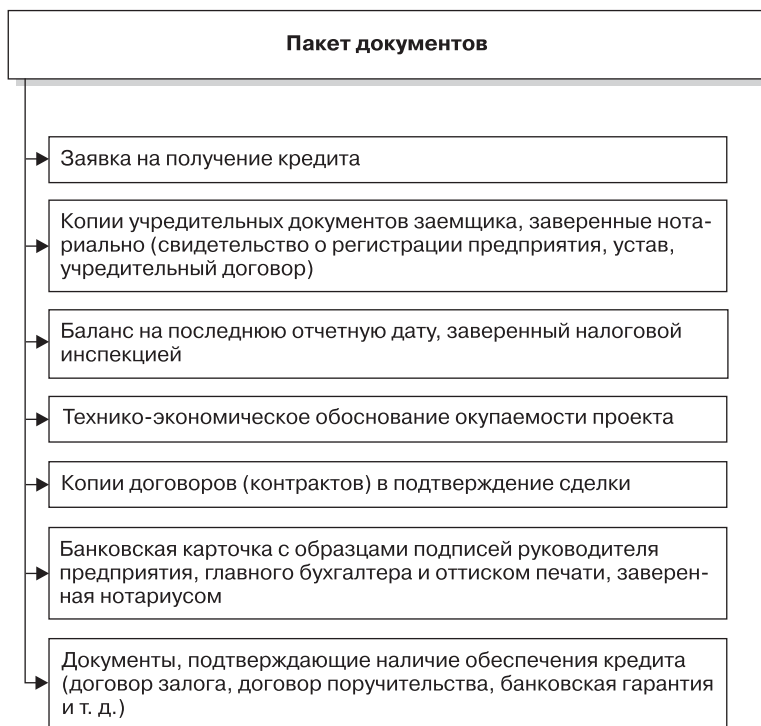 Пакет документов
Заявка на получение кредита
Копии учредительных документов заемщика, заверенные нота-
риально (свидетельство о регистрации предприятия, устав,
учредительный договор)
Баланс на последнюю отчетную дату, заверенный налоговой
инспекцией
Технико-экономическое обоснование окупаемости проекта
Копии договоров (контрактов) в подтверждение сделки
Банковская карточка с образцами подписей руководителя
предприятия, главного бухгалтера и оттиском печати, заверен-
ная нотариусом
Документы, подтверждающие наличие обеспечения кредита
(договор залога, договор поручительства, банковская гарантия
и т. д.)